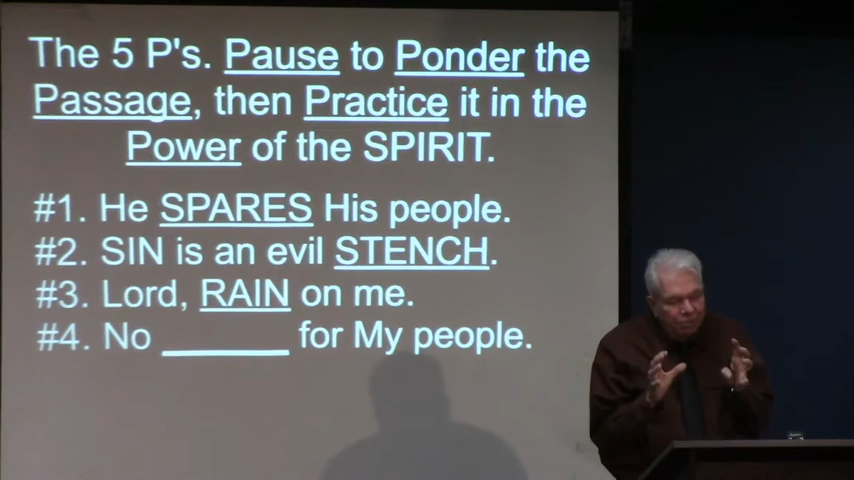 The 5 P's. Pause to Ponder the
Passage, then Practice it in the
Power of the SPIRIT.
#1. He SPARES His people.
#2. SIN is an evil STENCH.
#3. Lord, RAIN on me.
#4. No _______ for My people.